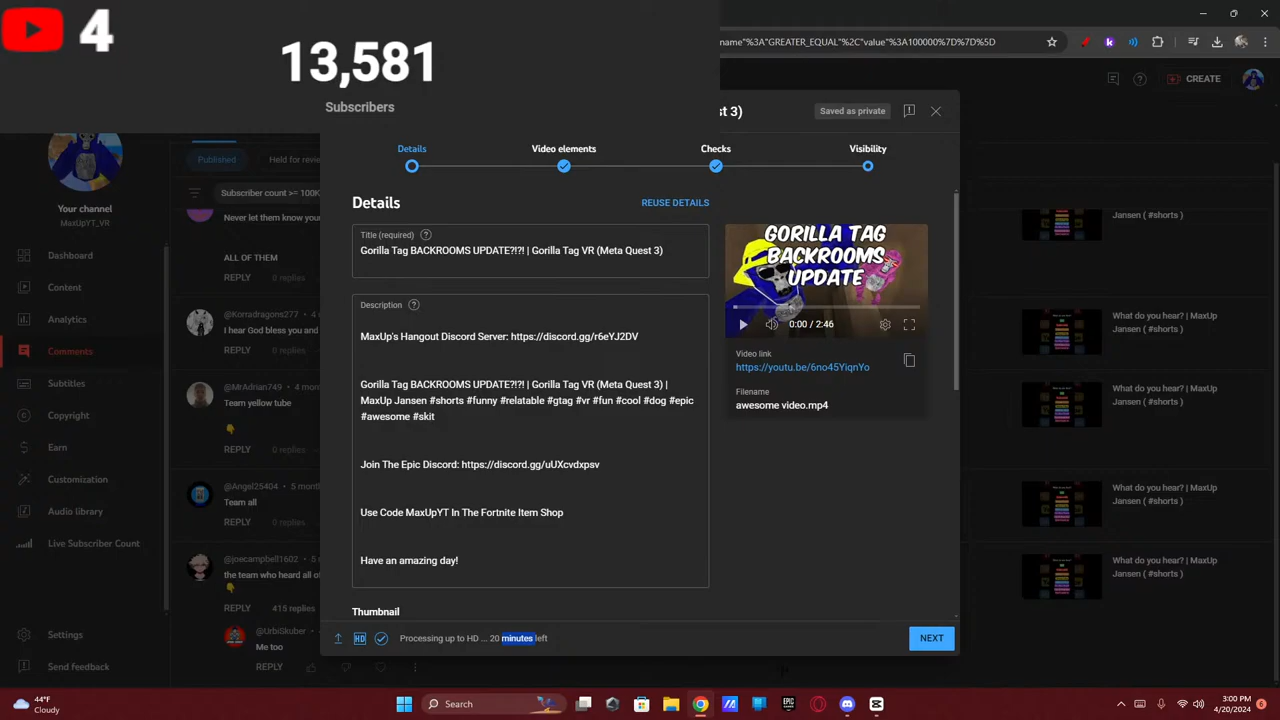 4
13,581
Subscribers
name"%3A"GREATER_EQUAL"%2C"value"%3A100000%7D%7D%5D
CREATE
t 3)
Saved as private
Details
Video elements
Checks
Visibility
Published
Held for revie
Subscriber count >= 100K
Your channel
MaxUpYT_VR
Dashboard
Content
Analytics
Comments
Subtitles
Copyright
Earn
Customization
Audio library
Live Subscriber Count
Settings
Send feedback
Never let them know your
ALL OF THEM
REPLY
0 replies
@Korradragons277
I hear God bless you and
REPLY
@MrAdrian749
4 month
Team yellow tube
REPLY
0 replies
@Angel25404
5 month
Team all
REPLY
0 replies
@joecampbell1602
the team who heard all of
REPLY
415 replies
@UrbiSkuber
Me too
REPLY
Details
REUSE DETAILS
Title (required)
Gorilla Tag BACKROOMS UPDATE?!?! | Gorilla Tag VR (Meta Quest 3)
Description
MaxUp's Hangout Discord Server:
Gorilla Tag BACKROOMS UPDATE?!?! | Gorilla Tag VR (Meta Quest 3) |
MaxUp Jansen #shorts #funny #relatable #gtag #vr #fun #cool #dog #epic
#awesome #skit
Join The Epic Discord: https://discord.gg/uUXcvdxpsv
Use Code MaxUpYT In The Fortnite Item Shop
Have an amazing day!
Thumbnail
GORILLA TAG
BACKROOMS
UPDATE
0:00 / 2:46
Video link
https://youtu.be/6no45YiqnYo
Filename
awesome video.mp4
Jansen ( #shorts )
What do you hear? | MaxUp
Jansen ( #shorts )
What do you hear? | MaxUp
Jansen ( #shorts )
What do you hear? | MaxUp
Jansen ( #shorts )
What do you hear? | MaxUp
Jansen ( #shorts )
HD
Processing up to HD ... 20 minutes left
NEXT
44°F
Cloudy
Search
3:00 PM
4/20/2024